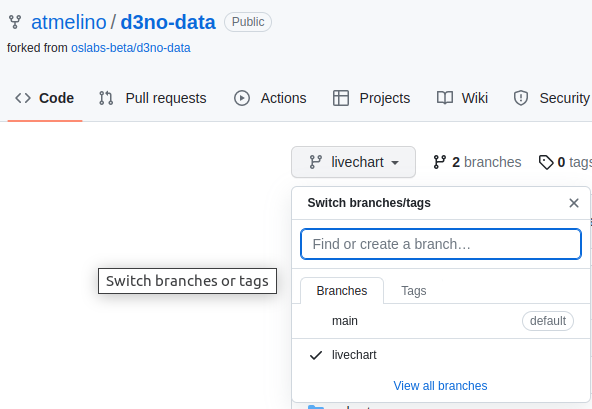 atmelino / d3no-data Public
forked from oslabs-beta/d3no-data
Code Pull requests Actions Projects Wiki Security
livechart 2 branches 0 tags
Switch branches/tags
Find or create a branch…
Switch branches or tags
Branches Tags
main default
livechart
View all branches